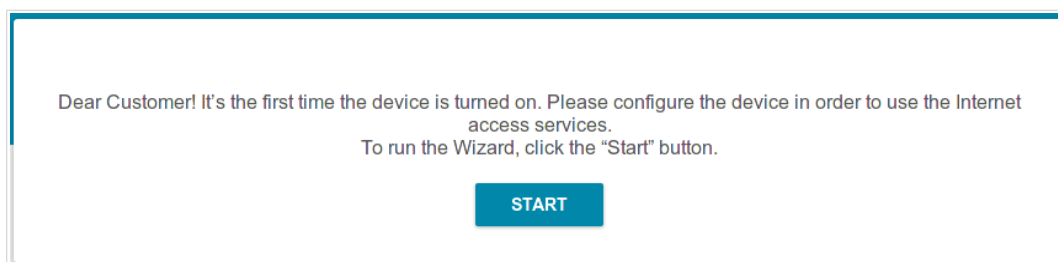 Dear Customer! It’s the first time the device is turned on. Please configure the device in order to use the Internet
access services.
To run the Wizard, click the “Start” button.
START